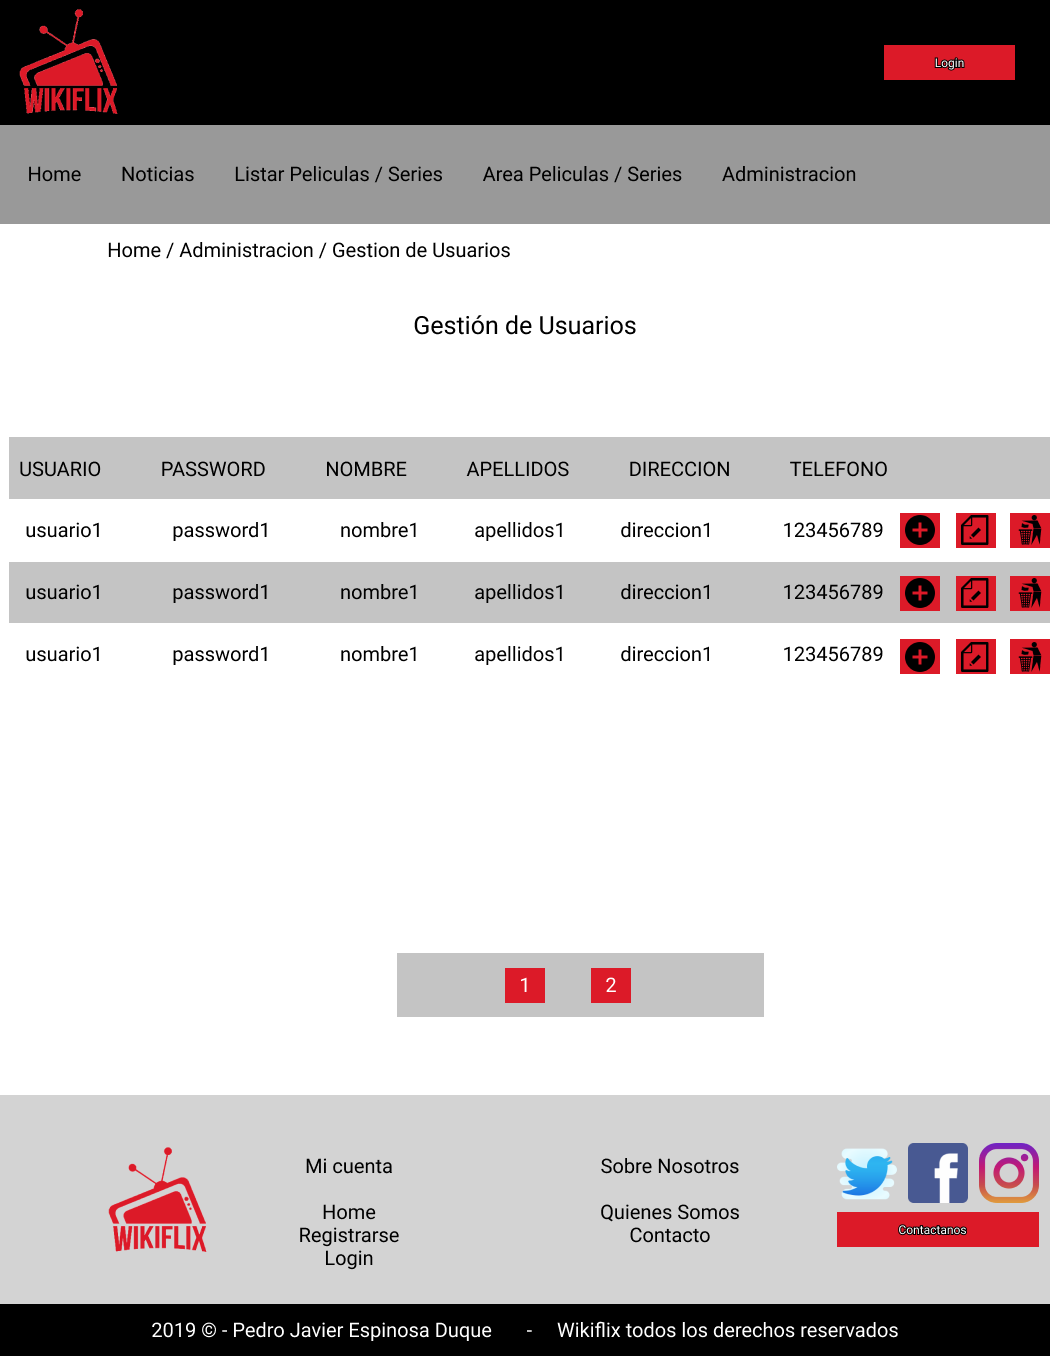 WIKIFLIX
Login
Home Noticias Listar Peliculas / Series Area Peliculas / Series Administracion
Home / Administracion / Gestion de Usuarios
Gestión de Usuarios
USUARIO PASSWORD NOMBRE APELLIDOS DIRECCION TELEFONO
usuario1 password1 nombre1 apellidos1 direccion1 123456789
usuario1 password1 nombre1 apellidos1 direccion1 123456789
usuario1 password1 nombre1 apellidos1 direccion1 123456789
1 2
WIKIFLIX
Mi cuenta
Home
Registrarse
Login
Sobre Nosotros
Quienes Somos
Contacto
Contactanos
2019 © - Pedro Javier Espinosa Duque - Wikiflix todos los derechos reservados